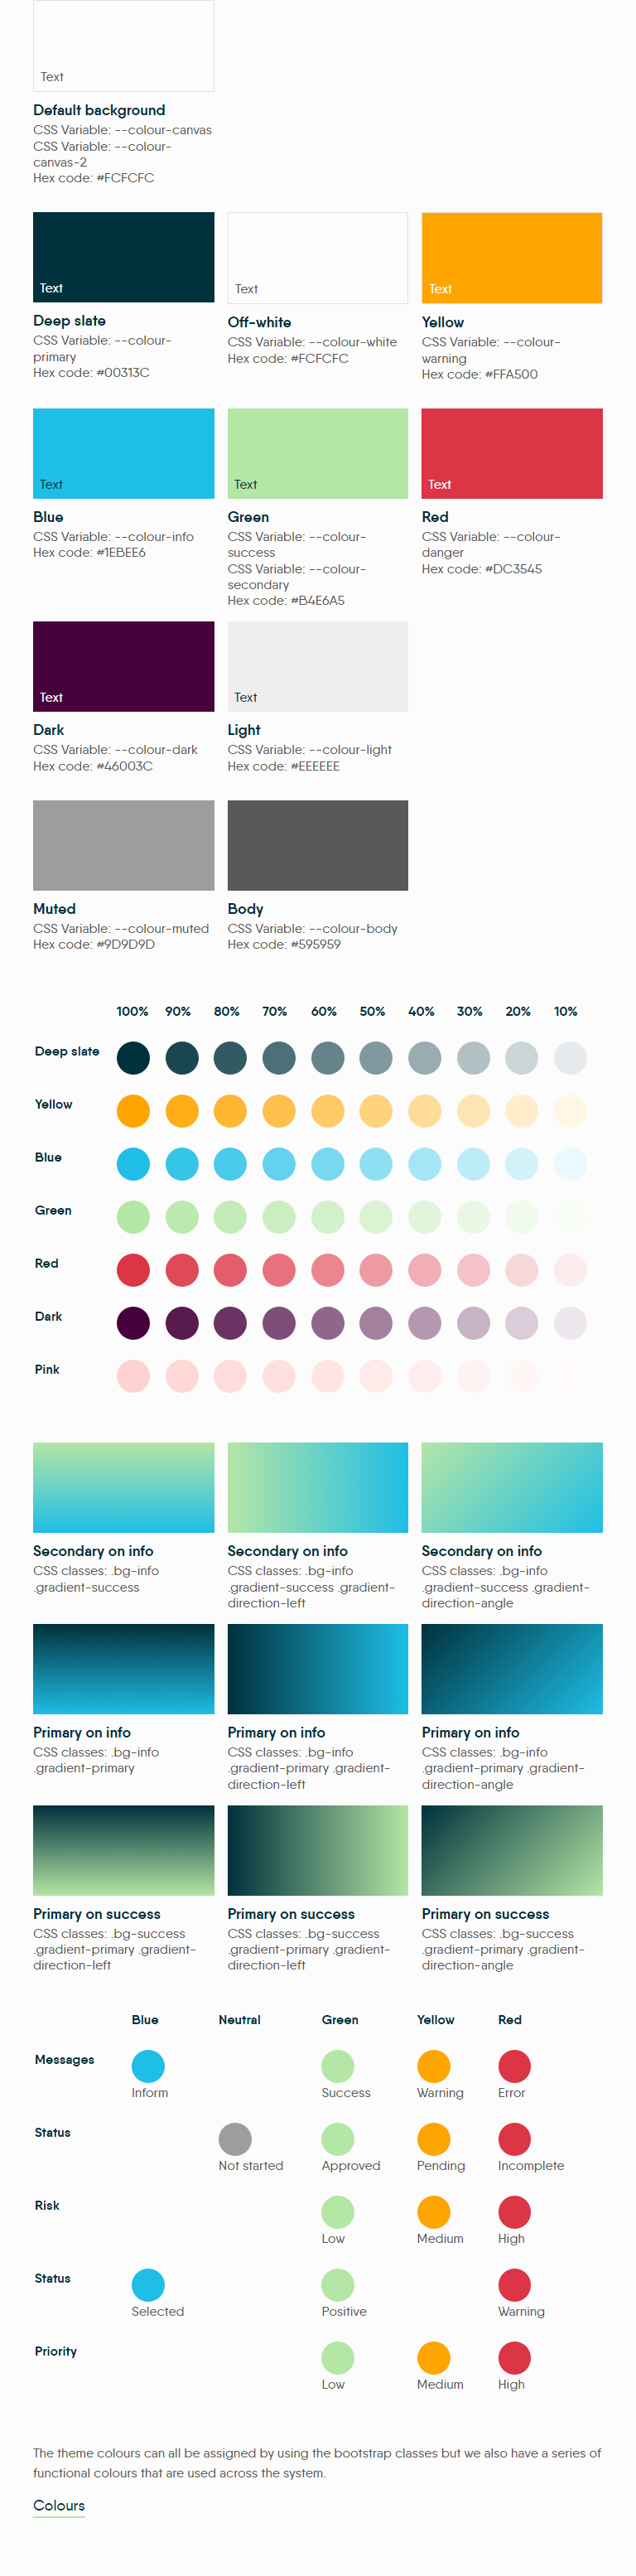 Text
Default background
CSS Variable: --colour-canvas
CSS Variable: --colour-
canvas-2
Hex code: #FCFCFC
Text
Deep slate
CSS Variable: --colour-
primary
Hex code: #00313C
Text
Off-white
CSS Variable: --colour-white
Hex code: #FCFCFC
Text
Yellow
CSS Variable: --colour-
warning
Hex code: #FFA500
Text
Blue
CSS Variable: --colour-info
Hex code: #1EBEE6
Text
Green
CSS Variable: --colour-
success
CSS Variable: --colour-
secondary
Hex code: #B4E6A5
Text
Red
CSS Variable: --colour-
danger
Hex code: #DC3545
Text
Dark
CSS Variable: --colour-dark
Hex code: #46003C
Text
Light
CSS Variable: --colour-light
Hex code: #EEEEEE
Muted
CSS Variable: --colour-muted
Hex code: #9D9D9D
Body
CSS Variable: --colour-body
Hex code: #595959
100% 90% 80% 70% 60% 50% 40% 30% 20% 10%
Deep slate
Yellow
Blue
Green
Red
Dark
Pink
Secondary on info
CSS classes: .bg-info
.gradient-success
Secondary on info
CSS classes: .bg-info
.gradient-success .gradient-
direction-left
Secondary on info
CSS classes: .bg-info
.gradient-success .gradient-
direction-angle
Primary on info
CSS classes: .bg-info
.gradient-primary
Primary on info
CSS classes: .bg-info
.gradient-primary .gradient-
direction-left
Primary on info
CSS classes: .bg-info
.gradient-primary .gradient-
direction-angle
Primary on success
CSS classes: .bg-success
.gradient-primary .gradient-
direction-left
Primary on success
CSS classes: .bg-success
.gradient-primary .gradient-
direction-left
Primary on success
CSS classes: .bg-success
.gradient-primary .gradient-
direction-angle
Blue Neutral Green Yellow Red
Messages
Inform Success Warning Error
Status
Not started Approved Pending Incomplete
Risk
Low Medium High
Status
Selected Positive Warning
Priority
Low Medium High
The theme colours can all be assigned by using the bootstrap classes but we also have a series of
functional colours that are used across the system.
Colours